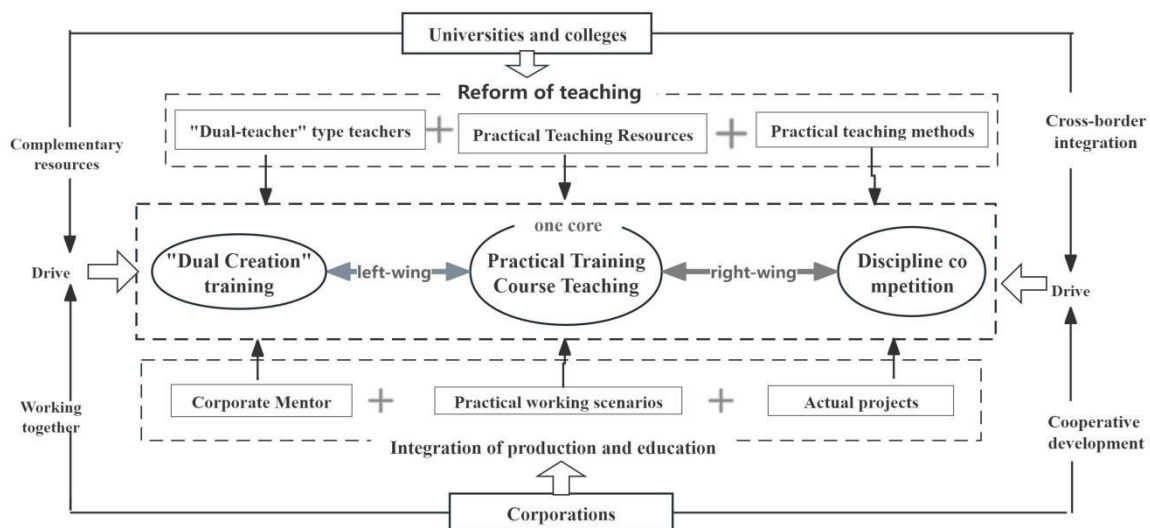 Universities and colleges
Reform of teaching
"Dual-teacher" type teachers
Practical Teaching Resources
Practical teaching methods
Complementary
resources
Cross-border
integration
one core
"Dual Creation"
training
left-wing
Practical Training
Course Teaching
right-wing
Discipline co
mpetition
Drive
Drive
Corporate Mentor
Practical working scenarios
Actual projects
Working
together
Cooperative
development
Integration of production and education
Corporations